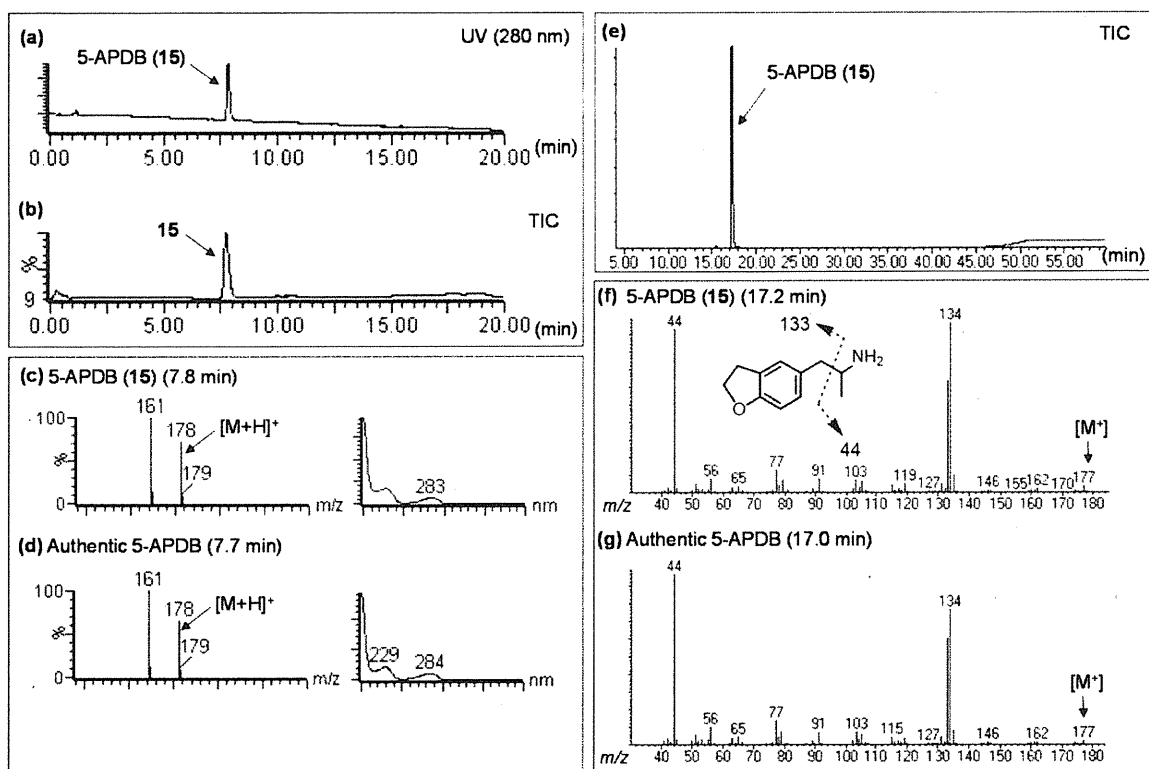 (a)
UV (280 nm)
5-APDB (15)
0.00 5.00 10.00 15.00 20.00 (min)
(b)
TIC
15
%
9
0.00 5.00 10.00 15.00 20.00 (min)
(c) 5-APDB (15) (7.8 min)
100
161
[M+H]+
178
179
%
0
m/z
283
nm
(d) Authentic 5-APDB (7.7 min)
161
100
[M+H]+
178
179
%
0
m/z
229
284
nm
(e)
TIC
5-APDB (15)
5.00 10.00 15.00 20.00 25.00 30.00 35.00 40.00 45.00 50.00 55.00 (min)
(f) 5-APDB (15) (17.2 min)
44
133
134
NH2
O
44
[M+]
56 65 77 91 103 119 127 146 155 162 170 177
m/z 40 50 60 70 80 90 100 110 120 130 140 150 160 170 180
(g) Authentic 5-APDB (17.0 min)
44
134
[M+]
56 65 77 91 103 115 127 146 162 177
m/z 40 50 60 70 80 90 100 110 120 130 140 150 160 170 180